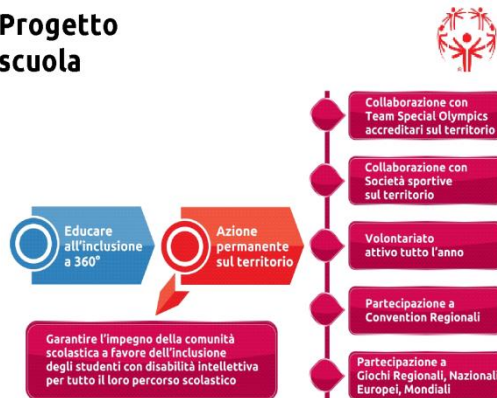 Progetto
scuola
Educare
all'inclusione
a 360°
Azione
permanente
sul territorio
Garantire l'impegno della comunità
scolastica a favore dell'inclusione
degli studenti con disabilità intellettiva
per tutto il loro percorso scolastico
Collaborazione con
Team Special Olympics
accreditari sul territorio
Collaborazione con
Società sportive
sul territorio
Volontariato
attivo tutto l'anno
Partecipazione a
Convention Regionali
Partecipazione a
Giochi Regionali, Nazionali
Europei, Mondiali